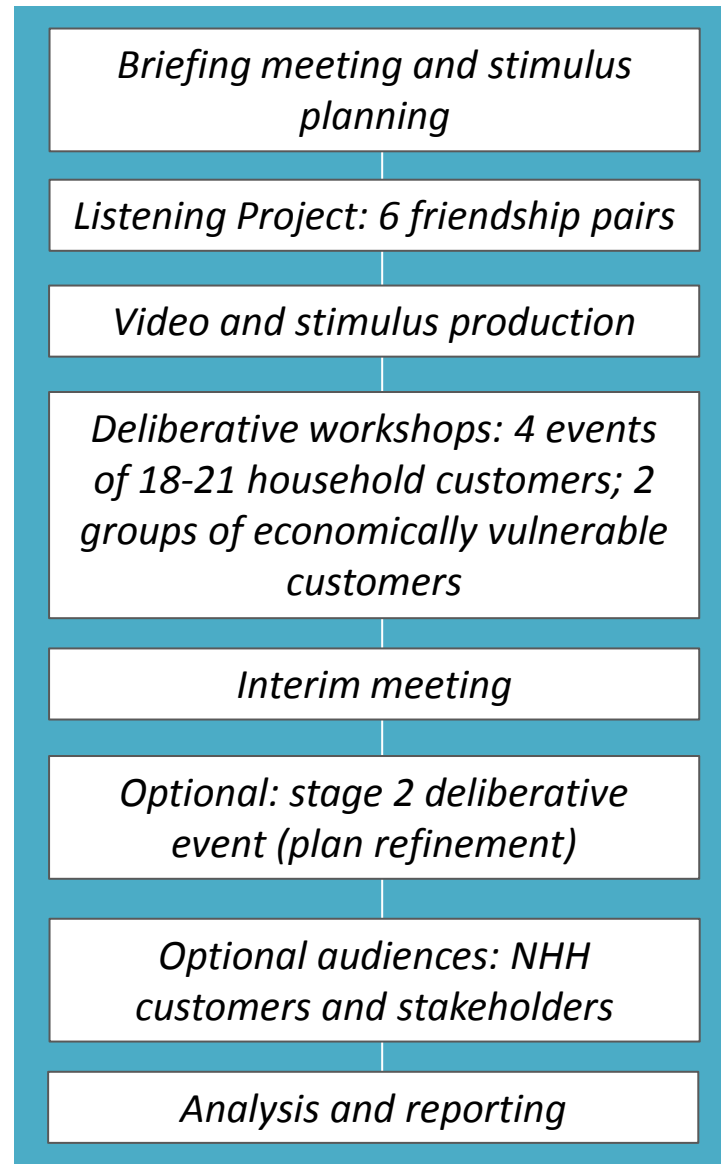 Briefing meeting and stimulus
planning
Listening Project: 6 friendship pairs
Video and stimulus production
Deliberative workshops: 4 events
of 18-21 household customers; 2
groups of economically vulnerable
customers
Interim meeting
Optional: stage 2 deliberative
event (plan refinement)
Optional audiences: NHH
customers and stakeholders
Analysis and reporting